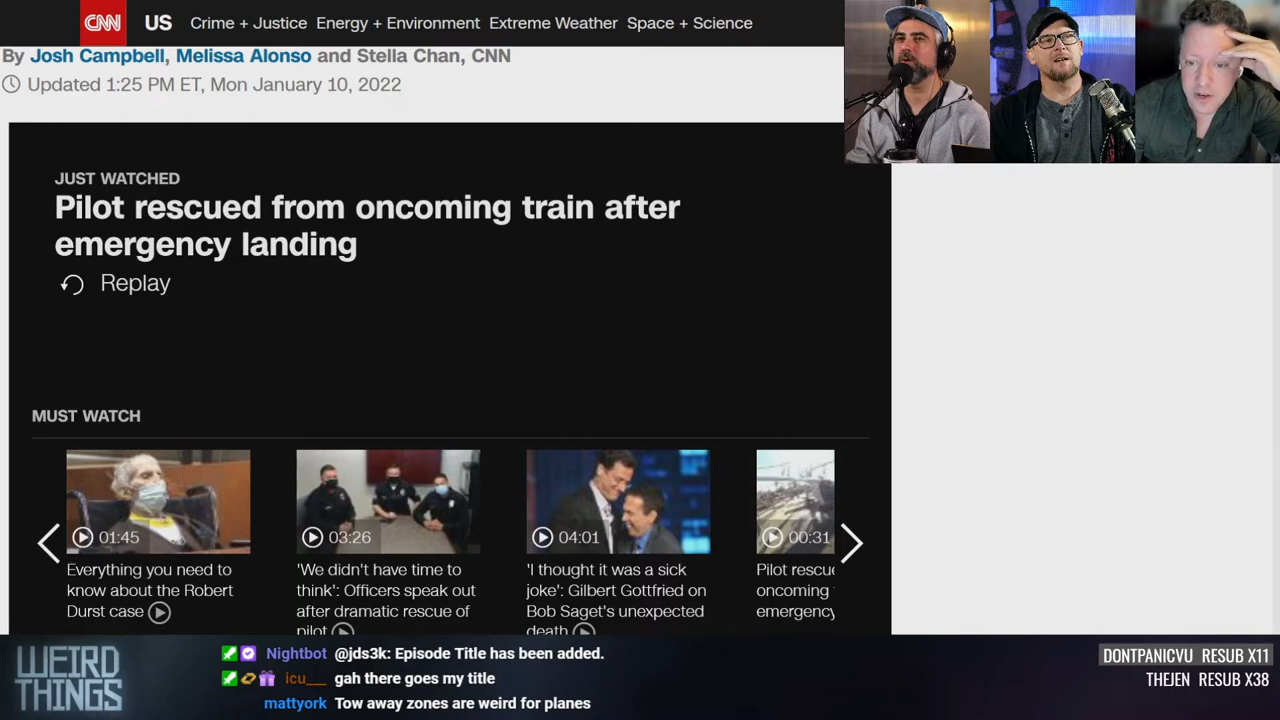 CNN US Crime + Justice Energy + Environment Extreme Weather Space + Science
By Josh Campbell, Melissa Alonso and Stella Chan, CNN
Updated 1:25 PM ET, Mon January 10, 2022
JUST WATCHED
Pilot rescued from oncoming train after
emergency landing
Replay
MUST WATCH
01:45
Everything you need to
know about the Robert
Durst case
03:26
'We didn't have time to
think': Officers speak out
after dramatic rescue of
pilot
04:01
'I thought it was a sick
joke': Gilbert Gottfried on
Bob Saget's unexpected
death
00:31
Pilot rescue
oncoming
emergency
WEIRD
THINGS
Nightbot @jds3k: Episode Title has been added.
icu___ gah there goes my title
mattyork Tow away zones are weird for planes
DONTPANICVU RESUB X11
THEJEN RESUB X38